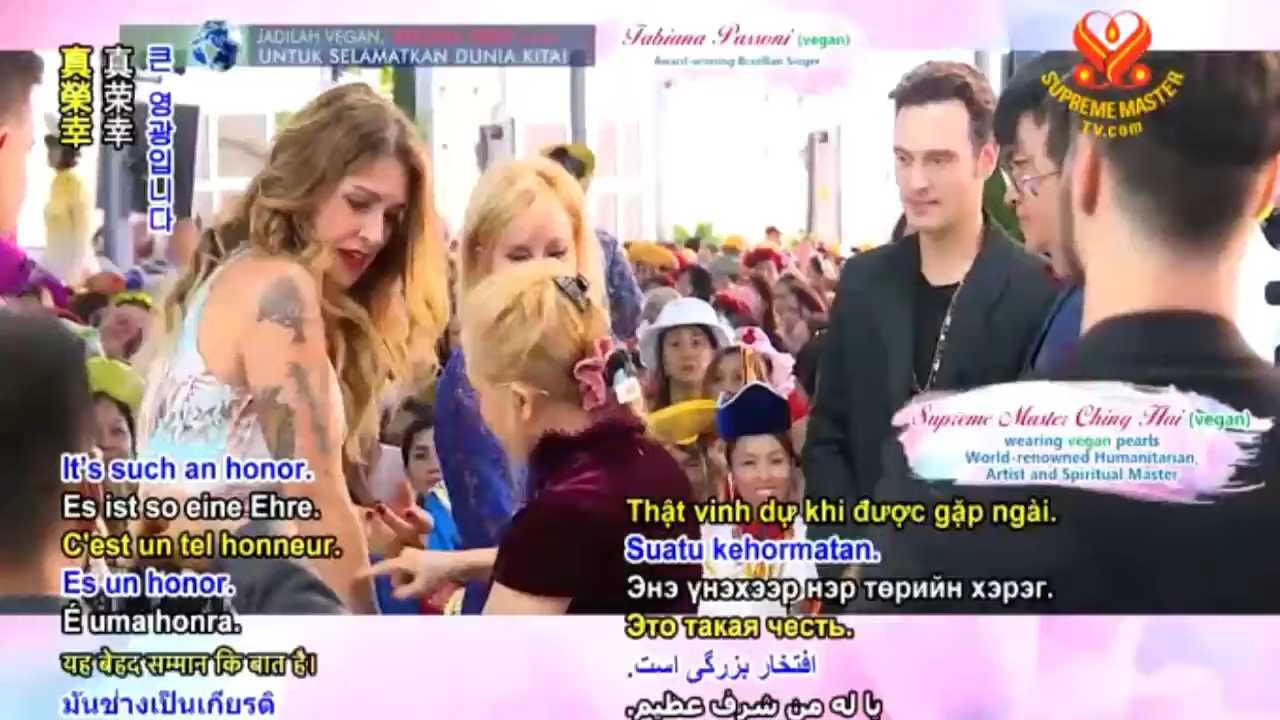 JADILAH VEGAN,
UNTUK SELAMATKAN DUNIA KITA!
Fabiana Passoni (vegan)
Award-winning Brazilian Singer
SUPREME MASTER
TV.com
真榮幸
真荣幸
큰 영광입니다
Supreme Master Ching Hai (vegan)
wearing vegan pearls
World-renowned Humanitarian,
Artist and Spiritual Master
It's such an honor.
Es ist so eine Ehre.
C'est un tel honneur.
Es un honor.
É uma honra.
यह बेहद सम्मान कि बात है।
มันช่างเป็นเกียรติ
Thật vinh dự khi được gặp ngài.
Suatu kehormatan.
Энэ үнэхээр нэр төрийн хэрэг.
Это такая честь.
افتخار بزرگی است.
يا له من شرف عظيم.